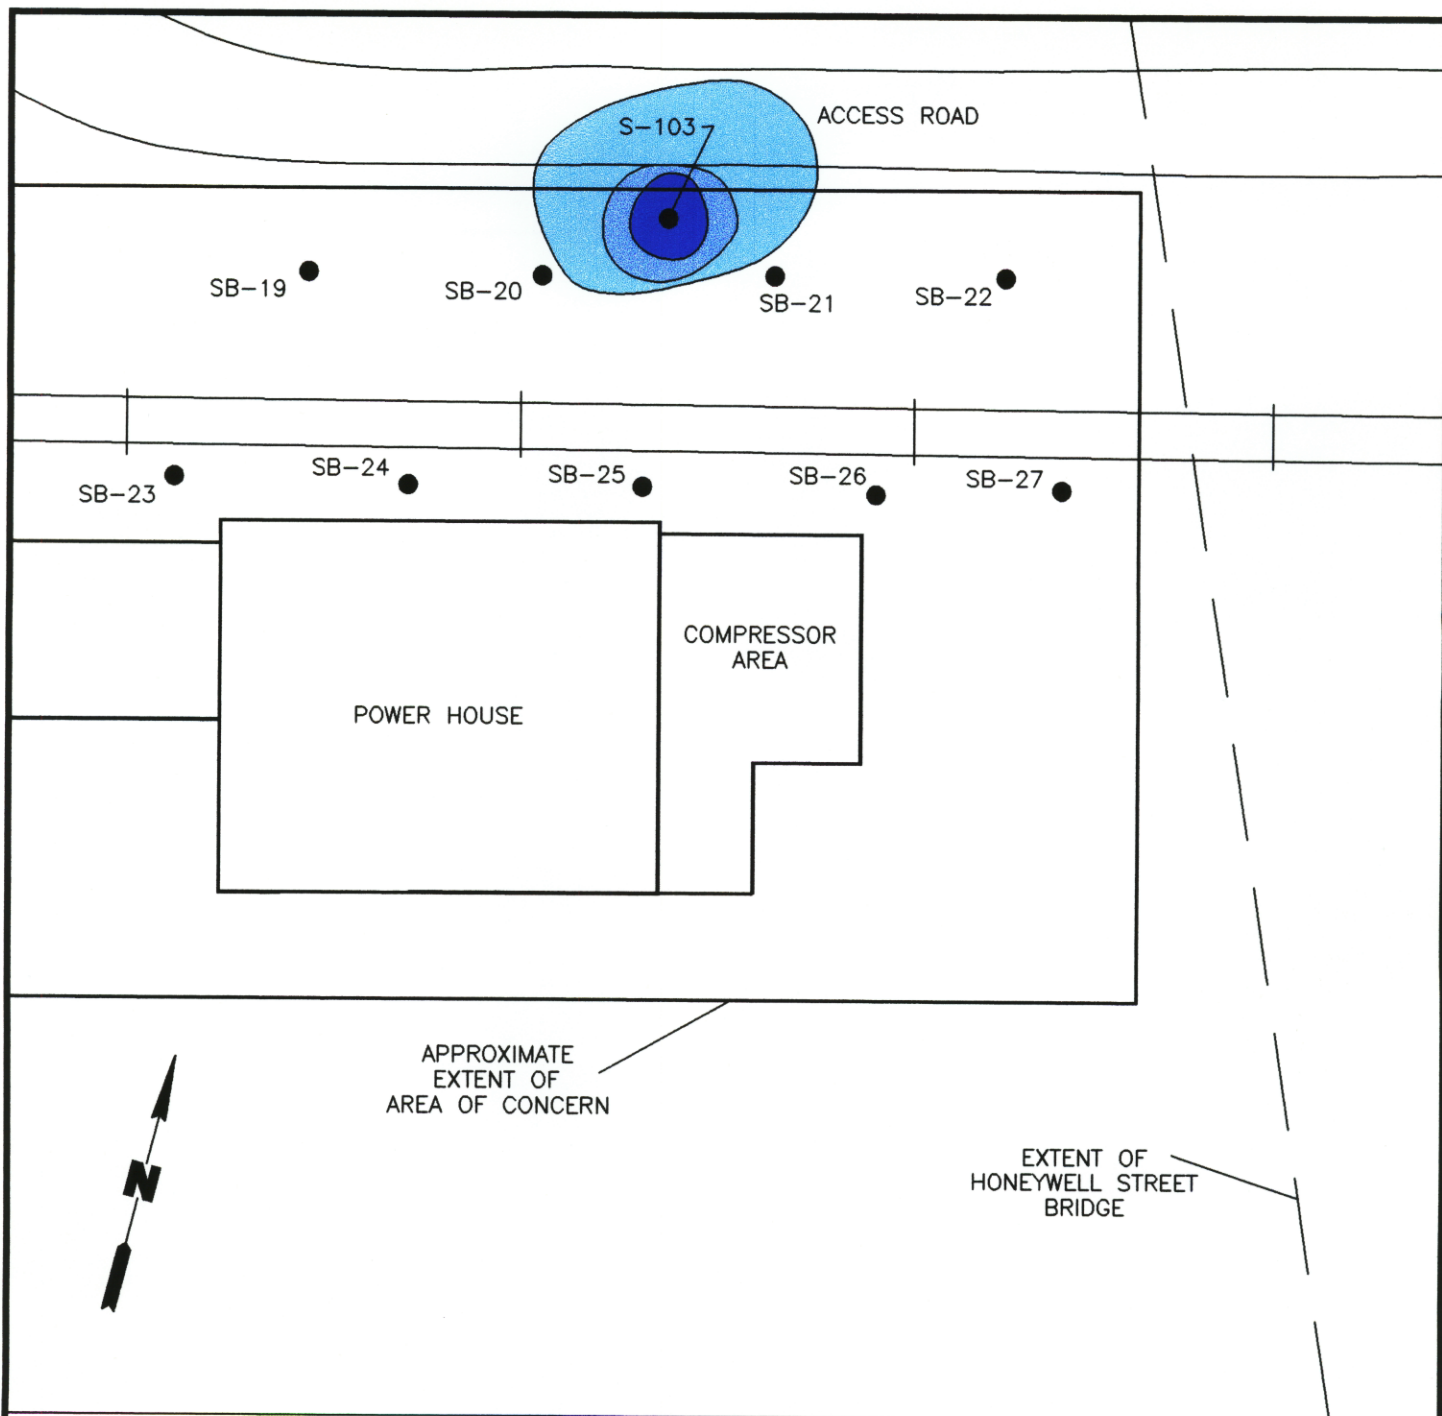 ACCESS ROAD
S-103
SB-19
SB-20
SB-21
SB-22
SB-23
SB-24
SB-25
SB-26
SB-27
COMPRESSOR
AREA
POWER HOUSE
APPROXIMATE
EXTENT OF
AREA OF CONCERN
N
EXTENT OF
HONEYWELL STREET
BRIDGE